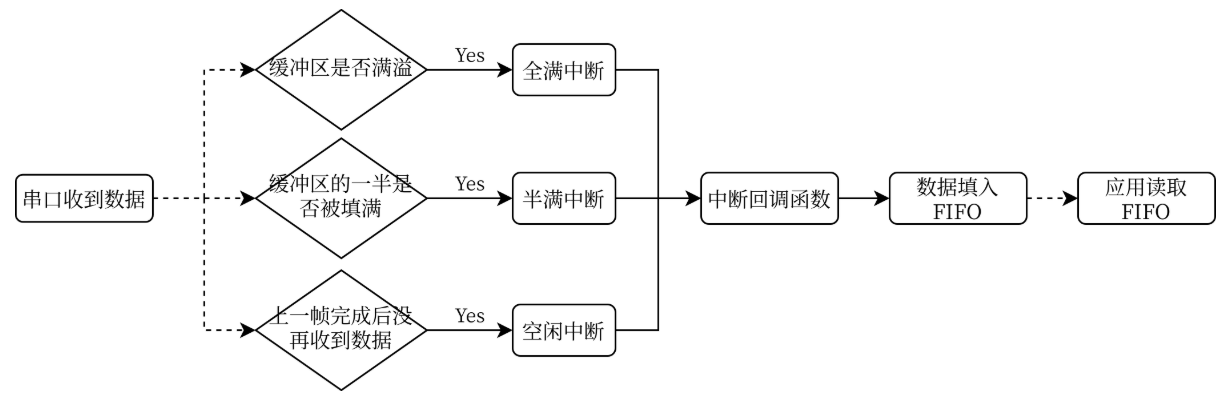 缓冲区是否满溢
Yes
全满中断
串口收到数据
缓冲区的一半是
否被填满
Yes
半满中断
中断回调函数
数据填入
FIFO
应用读取
FIFO
上一帧完成后没
再收到数据
Yes
空闲中断